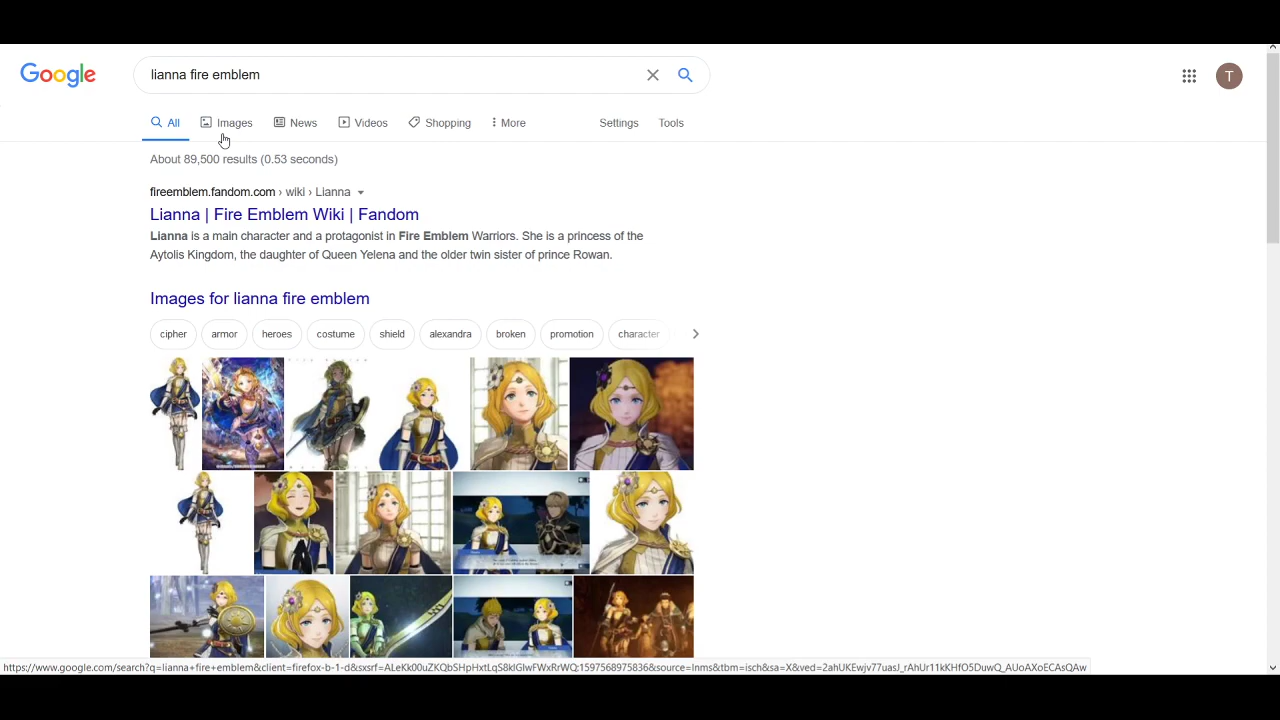 Google
lianna fire emblem
T
All Images News Videos Shopping More Settings Tools
About 89,500 results (0.53 seconds)
fireemblem.fandom.com › wiki › Lianna
Lianna | Fire Emblem Wiki | Fandom
Lianna is a main character and a protagonist in Fire Emblem Warriors. She is a princess of the
Aytolis Kingdom, the daughter of Queen Yelena and the older twin sister of prince Rowan.
Images for lianna fire emblem
cipher armor heroes costume shield alexandra broken promotion character